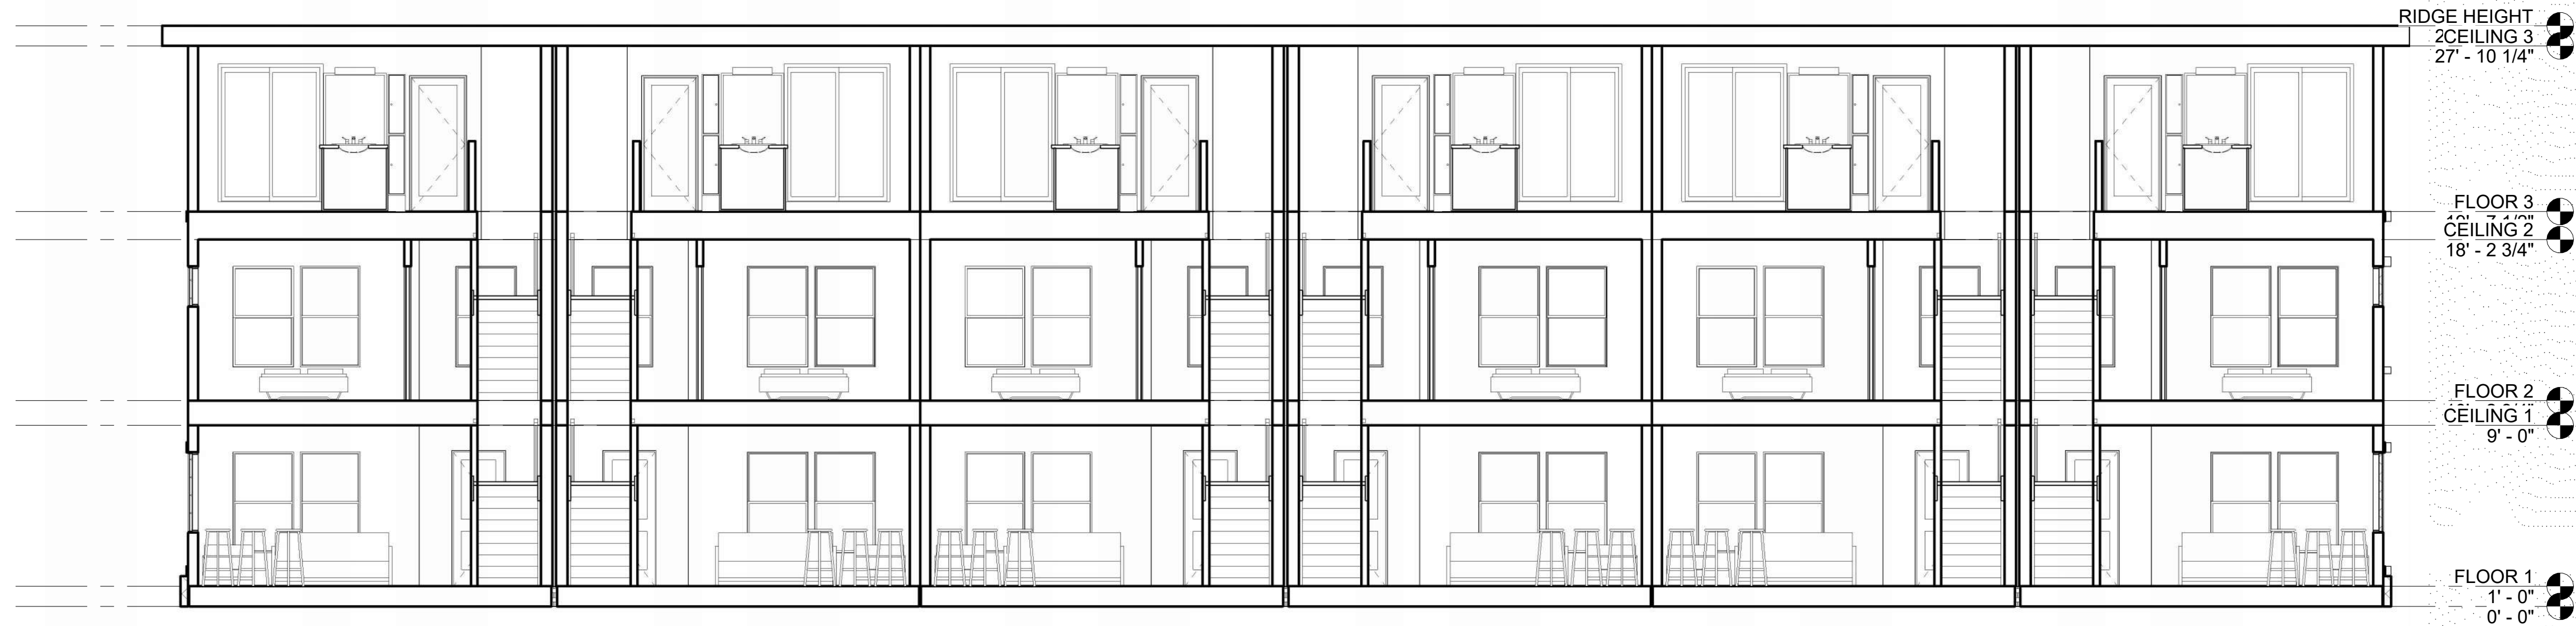 RIDGE HEIGHT
2
CEILING 3
27' - 10 1/4"
FLOOR 3
CEILING 2
18' - 2 3/4"
FLOOR 2
CEILING 1
9' - 0"
FLOOR 1
1' - 0"
0' - 0"